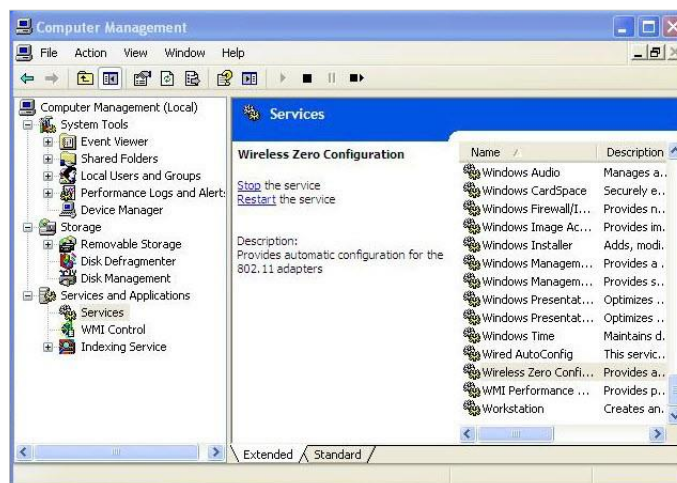 Computer Management
File Action View Window Help
Computer Management (Local)
System Tools
Event Viewer
Shared Folders
Local Users and Groups
Performance Logs and Alert
Device Manager
Storage
Removable Storage
Disk Defragmenter
Disk Management
Services and Applications
Services
WMI Control
Indexing Service
Services
Wireless Zero Configuration
Stop the service
Restart the service
Description:
Provides automatic configuration for the
802.11 adapters
Name Description
Windows Audio Manages a..
Windows CardSpace Securely e..
Windows Firewall/I... Provides n..
Windows Image Ac... Provides im.
Windows Installer Adds, modi.
Windows Managem... Provides a .
Windows Managem... Provides s..
Windows Presentat... Optimizes ..
Windows Presentat... Optimizes ..
Windows Time Maintains d.
Wired AutoConfig This servic..
Wireless Zero Confi... Provides a..
WMI Performance ... Provides p..
Workstation Creates an.
Extended Standard